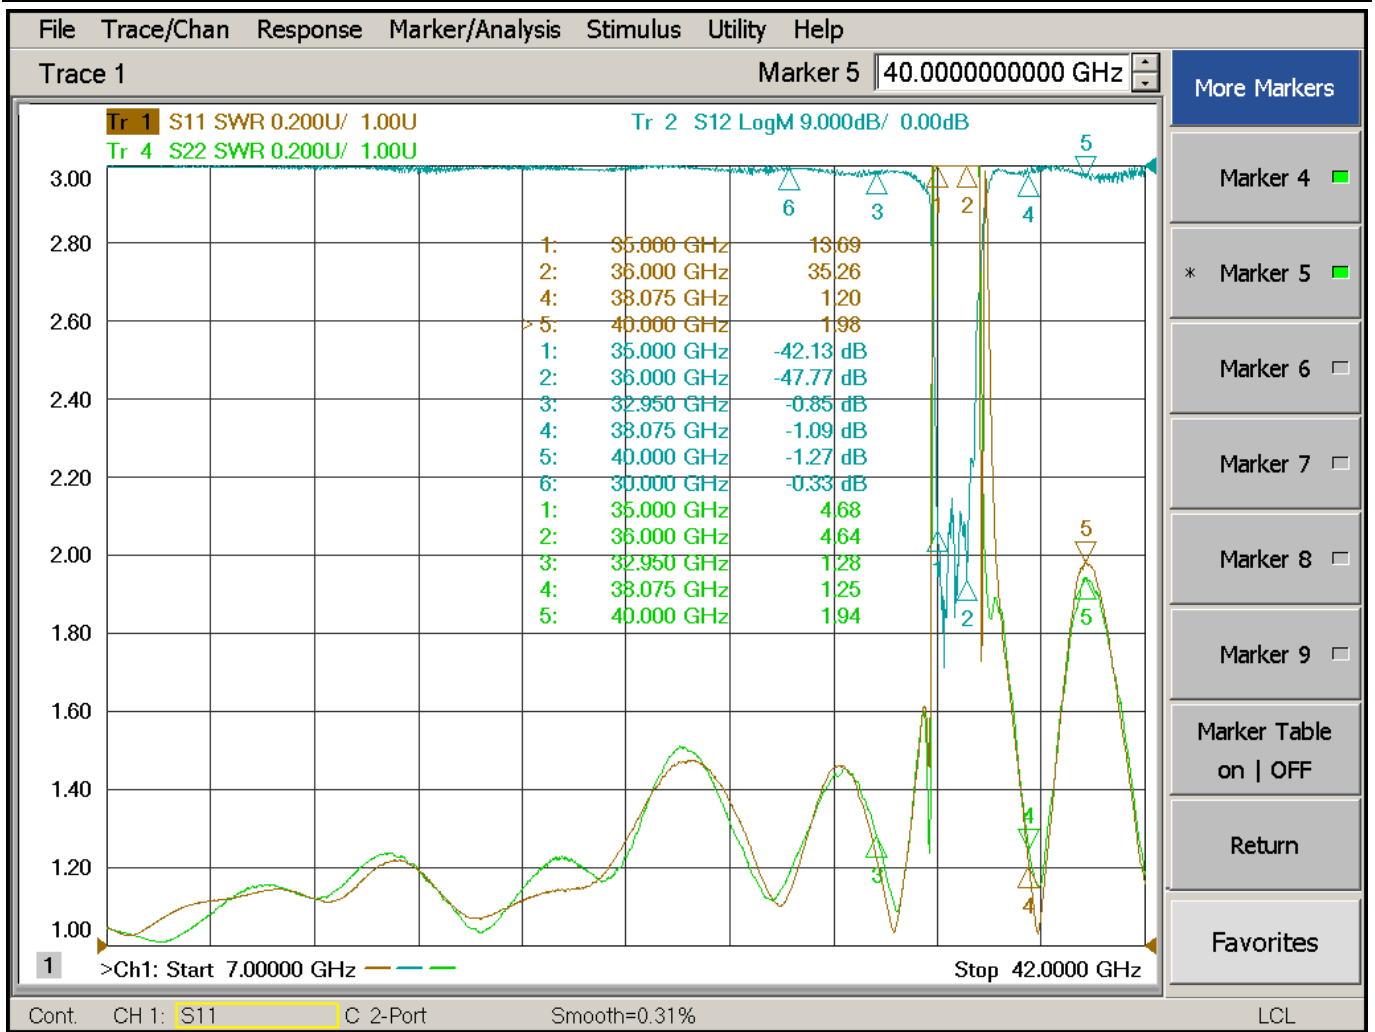 File Trace/Chan Response Marker/Analysis Stimulus Utility Help
Trace 1 Marker 5 40.0000000000 GHz
Tr 1 S11 SWR 0.200U/ 1.00U
Tr 2 S12 LogM 9.000dB/ 0.00dB
Tr 4 S22 SWR 0.200U/ 1.00U
3.00
2.80
2.60
2.40
2.20
2.00
1.80
1.60
1.40
1.20
1.00
5
6 3 1 2 4
1: 35.000 GHz 13.69
2: 36.000 GHz 35.26
4: 38.075 GHz 1.20
> 5: 40.000 GHz 1.98
1: 35.000 GHz -42.13 dB
2: 36.000 GHz -47.77 dB
3: 32.950 GHz -0.85 dB
4: 38.075 GHz -1.09 dB
5: 40.000 GHz -1.27 dB
6: 30.000 GHz -0.33 dB
1: 35.000 GHz 4.68
2: 36.000 GHz 4.64
3: 32.950 GHz 1.28
4: 38.075 GHz 1.25
5: 40.000 GHz 1.94
5
1
2 5
4
3
4
1 >Ch1: Start 7.00000 GHz Stop 42.0000 GHz
Cont. CH 1: S11 C 2-Port Smooth=0.31% LCL
More Markers
Marker 4
* Marker 5
Marker 6
Marker 7
Marker 8
Marker 9
Marker Table
on | OFF
Return
Favorites